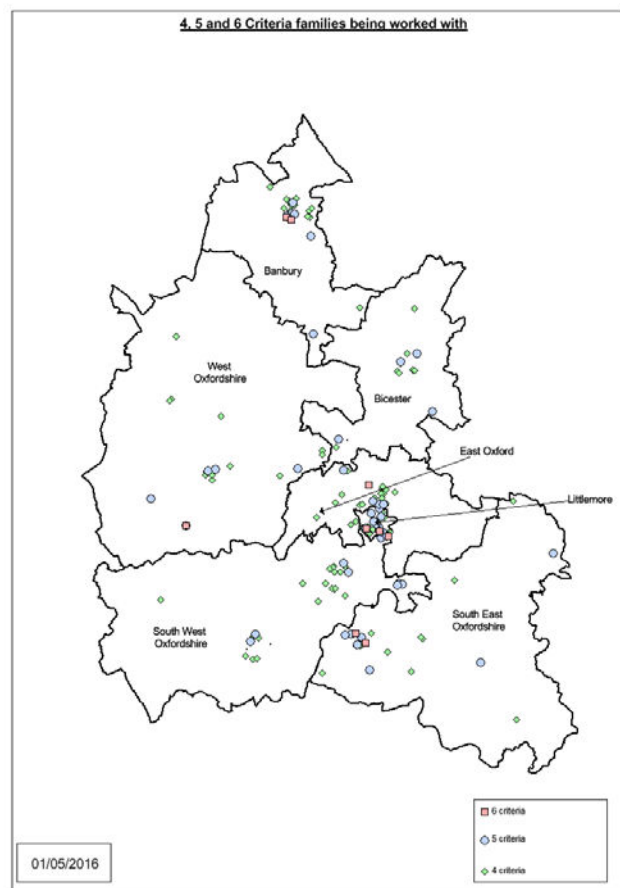 4, 5 and 6 Criteria families being worked with
Banbury
West
Oxfordshire
Bicester
East Oxford
Littlemore
South West
Oxfordshire
South East
Oxfordshire
6 criteria
5 criteria
4 criteria
01/05/2016